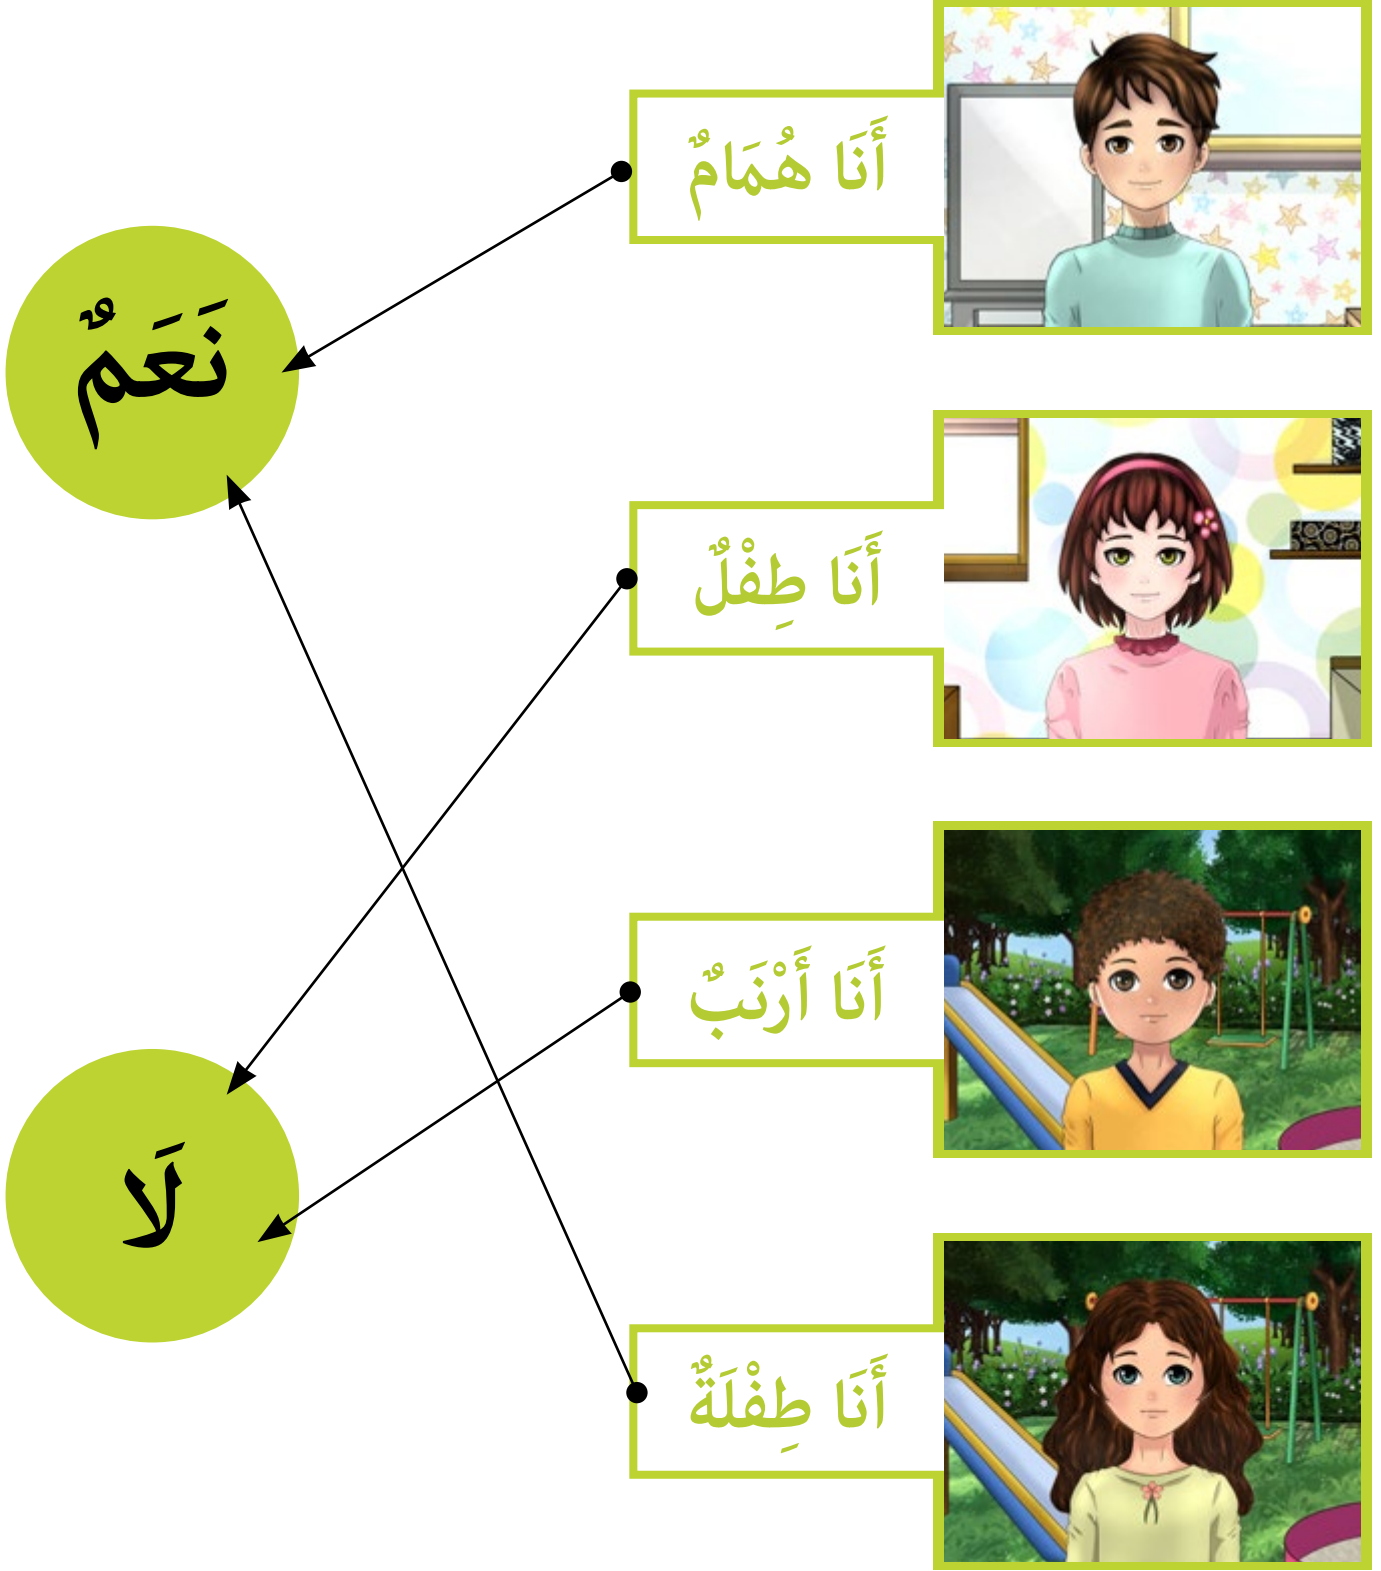 أَنَا هُمَامٌ
نَعَمٌ
أَنَا طِفْلٌ
أَنَا أَرْنَبٌ
لَا
أَنَا طِفْلَةٌ